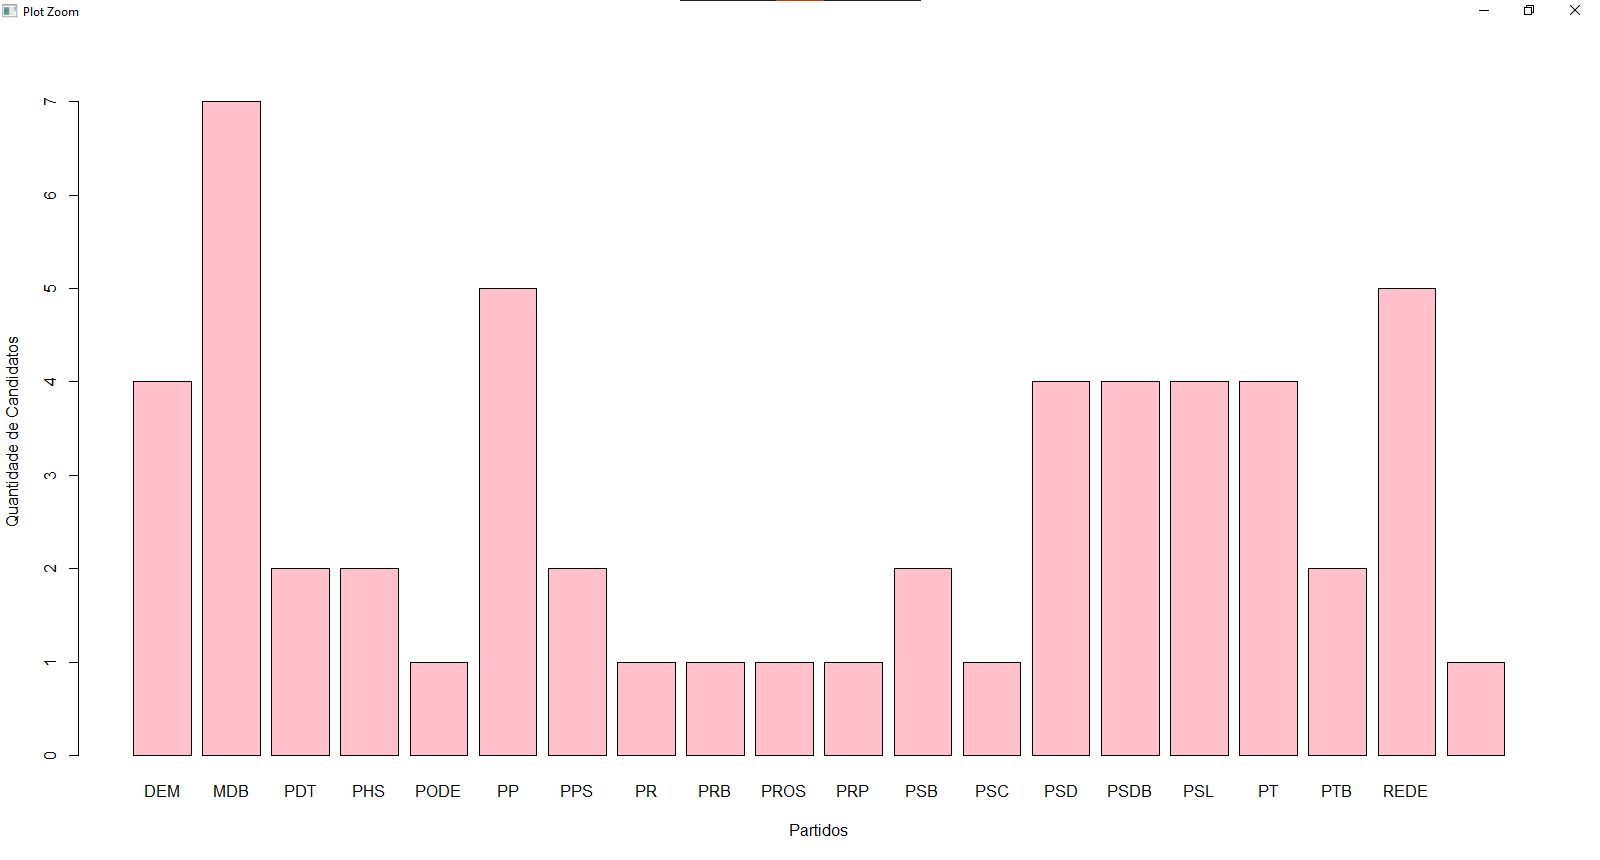 Plot Zoom
7
6
5
4
3
2
1
0
Quantidade de Candidatos
DEM MDB PDT PHS PODE PP PPS PR PRB PROS PRP PSB PSC PSD PSDB PSL PT PTB REDE
Partidos